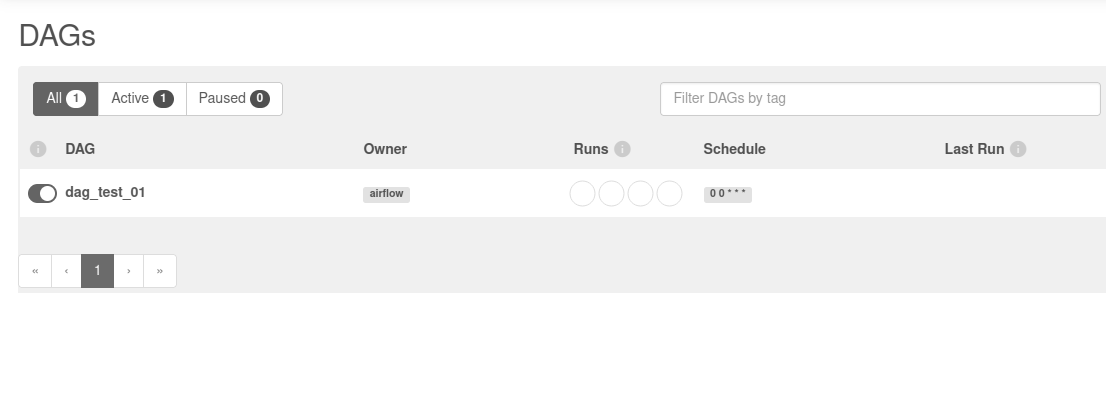 DAGs
All 1 Active 1 Paused 0 Filter DAGs by tag
i DAG Owner Runs i Schedule Last Run i
dag_test_01 airflow 0 0 * * *
« ‹ 1 › »